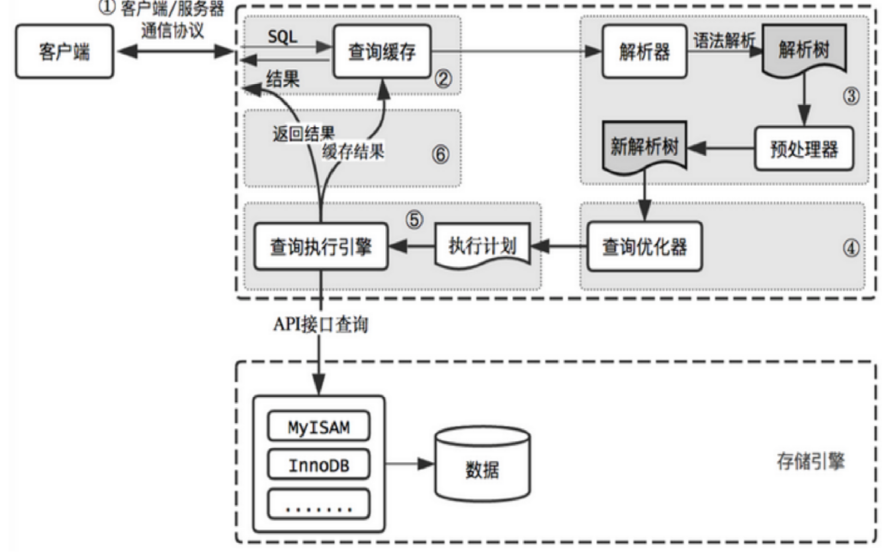 ① 客户端/服务器
通信协议
客户端
SQL
查询缓存
结果
②
解析器
语法解析
解析树
③
返回结果
缓存结果
⑥
新解析树
预处理器
⑤
查询执行引擎
执行计划
查询优化器
④
API接口查询
MyISAM
InnoDB
.......
数据
存储引擎